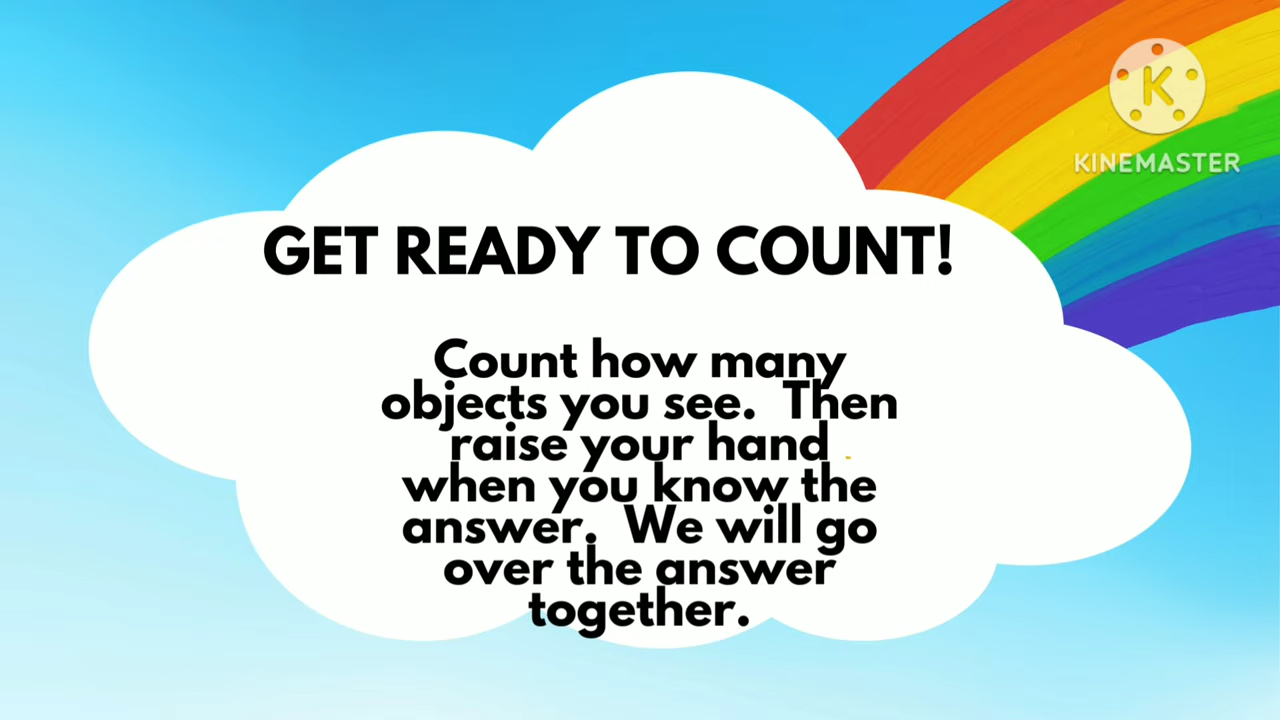 K
KINEMASTER
GET READY TO COUNT!
Count how many
objects you see. Then
raise your hand
when you know the
answer. We will go
over the answer
together.